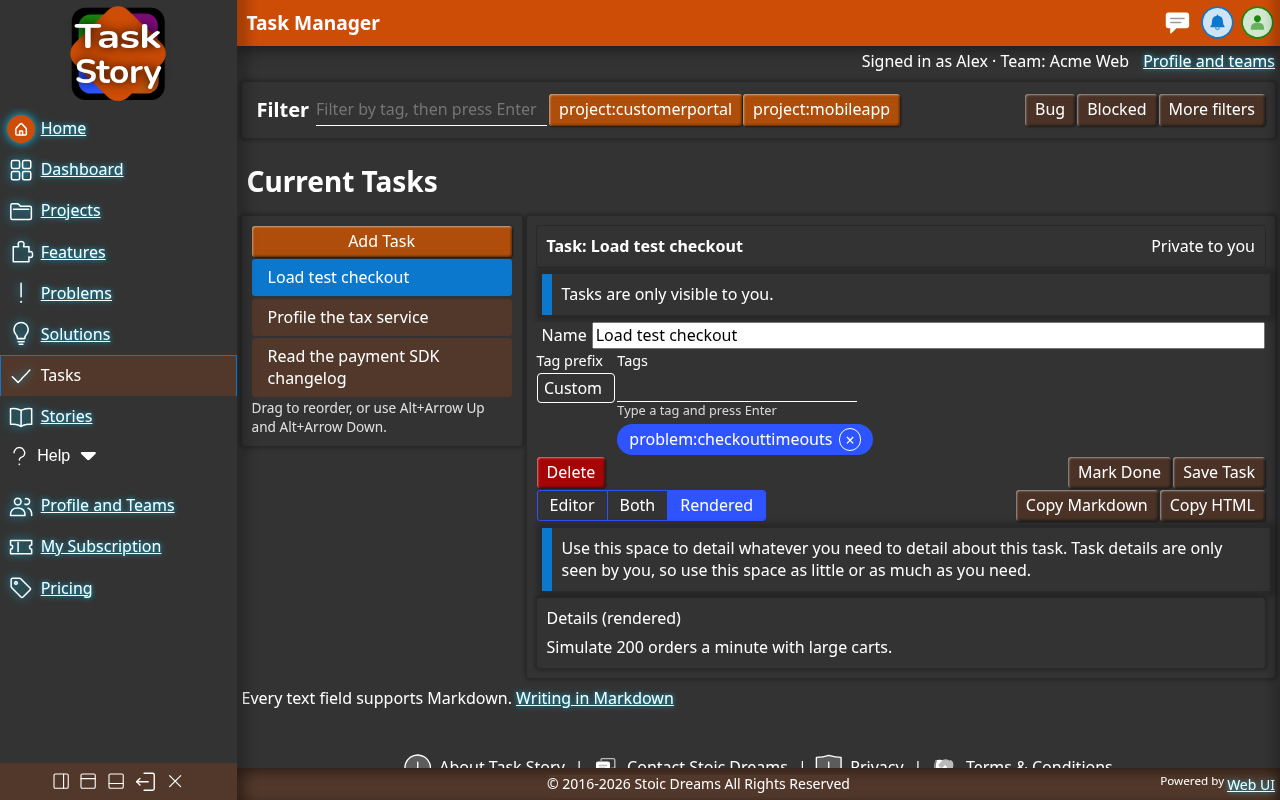 Task Story
Home
Dashboard
Projects
Features
Problems
Solutions
Tasks
Stories
Help
Profile and Teams
My Subscription
Pricing
Task Manager
Signed in as Alex · Team: Acme Web Profile and teams
Filter Filter by tag, then press Enter project:customerportal project:mobileapp Bug Blocked More filters
Current Tasks
Add Task
Load test checkout
Profile the tax service
Read the payment SDK
changelog
Drag to reorder, or use Alt+Arrow Up
and Alt+Arrow Down.
Task: Load test checkout Private to you
Tasks are only visible to you.
Name Load test checkout
Tag prefix Tags
Custom
Type a tag and press Enter
problem:checkouttimeouts
Delete Mark Done Save Task
Editor Both Rendered Copy Markdown Copy HTML
Use this space to detail whatever you need to detail about this task. Task details are only
seen by you, so use this space as little or as much as you need.
Details (rendered)
Simulate 200 orders a minute with large carts.
Every text field supports Markdown. Writing in Markdown
About Task Story | Contact Stoic Dreams | Privacy | Terms & Conditions
© 2016-2026 Stoic Dreams All Rights Reserved Powered by Web UI